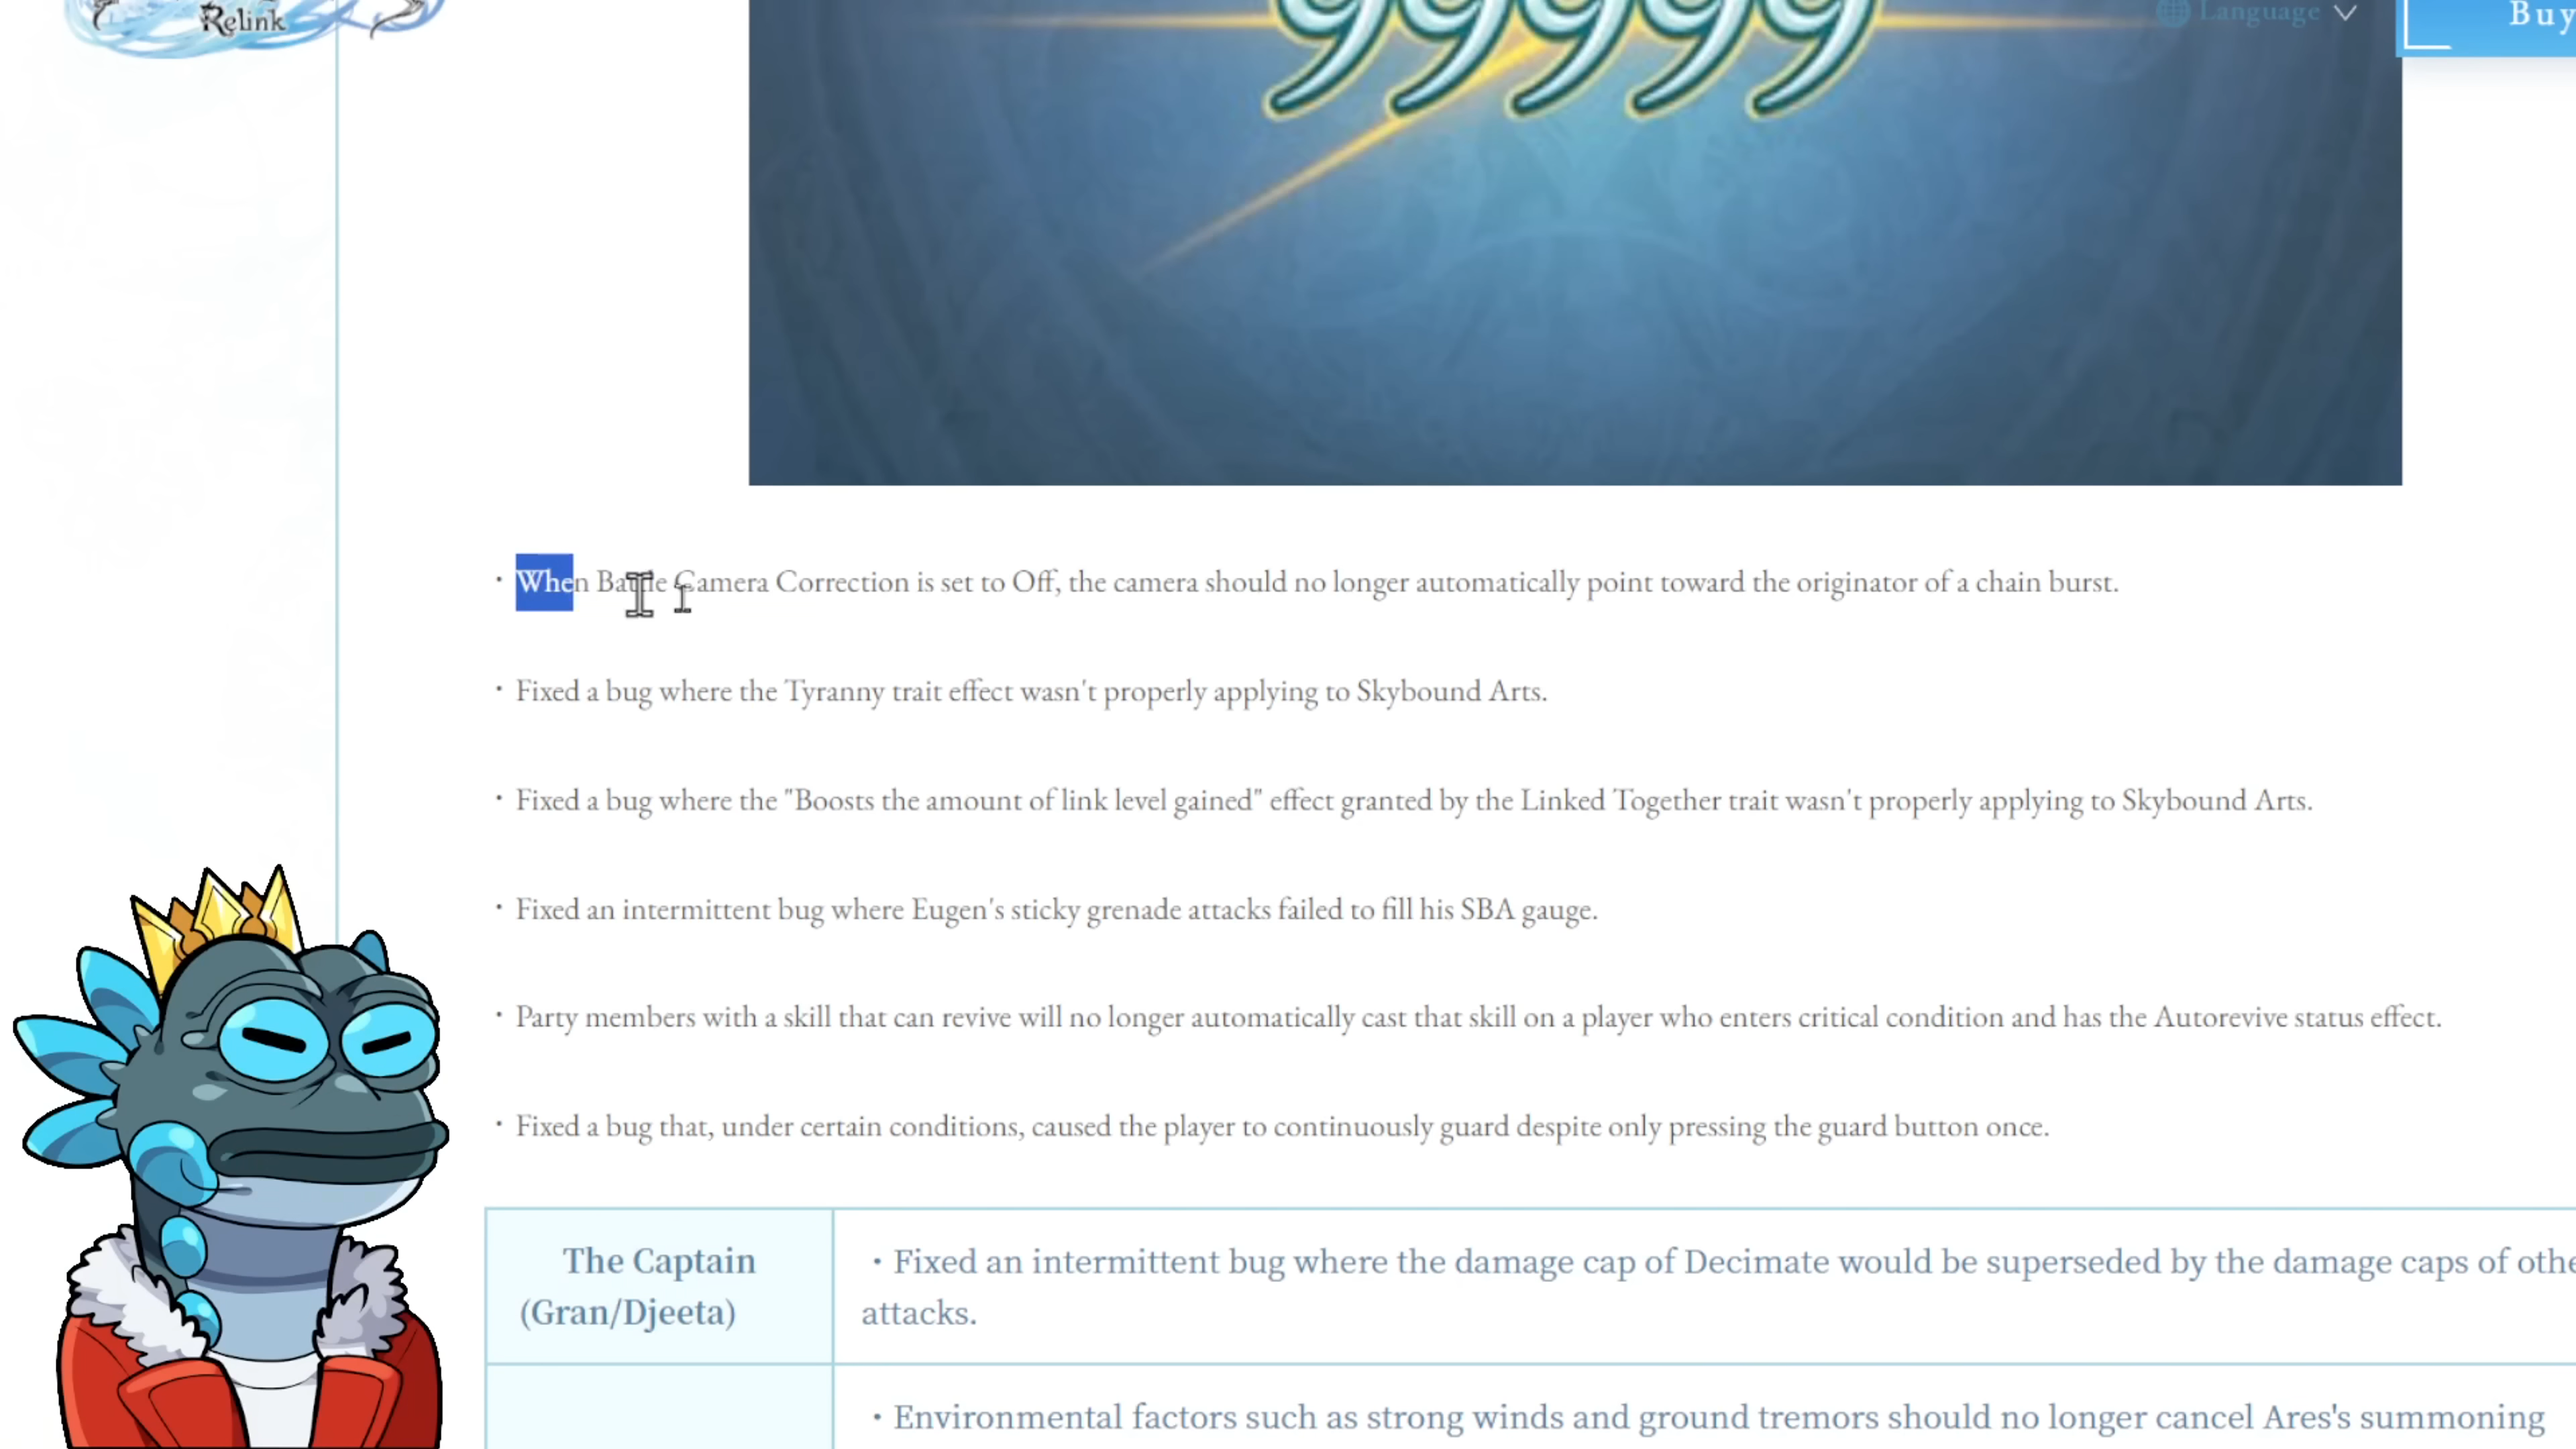 Relink
99999
Language
Buy
・When Battle Camera Correction is set to Off, the camera should no longer automatically point toward the originator of a chain burst.
・Fixed a bug where the Tyranny trait effect wasn't properly applying to Skybound Arts.
・Fixed a bug where the "Boosts the amount of link level gained" effect granted by the Linked Together trait wasn't properly applying to Skybound Arts.
・Fixed an intermittent bug where Eugen's sticky grenade attacks failed to fill his SBA gauge.
・Party members with a skill that can revive will no longer automatically cast that skill on a player who enters critical condition and has the Autorevive status effect.
・Fixed a bug that, under certain conditions, caused the player to continuously guard despite only pressing the guard button once.
The Captain
(Gran/Djeeta)
・Fixed an intermittent bug where the damage cap of Decimate would be superseded by the damage caps of othe
attacks.
・Environmental factors such as strong winds and ground tremors should no longer cancel Ares's summoning